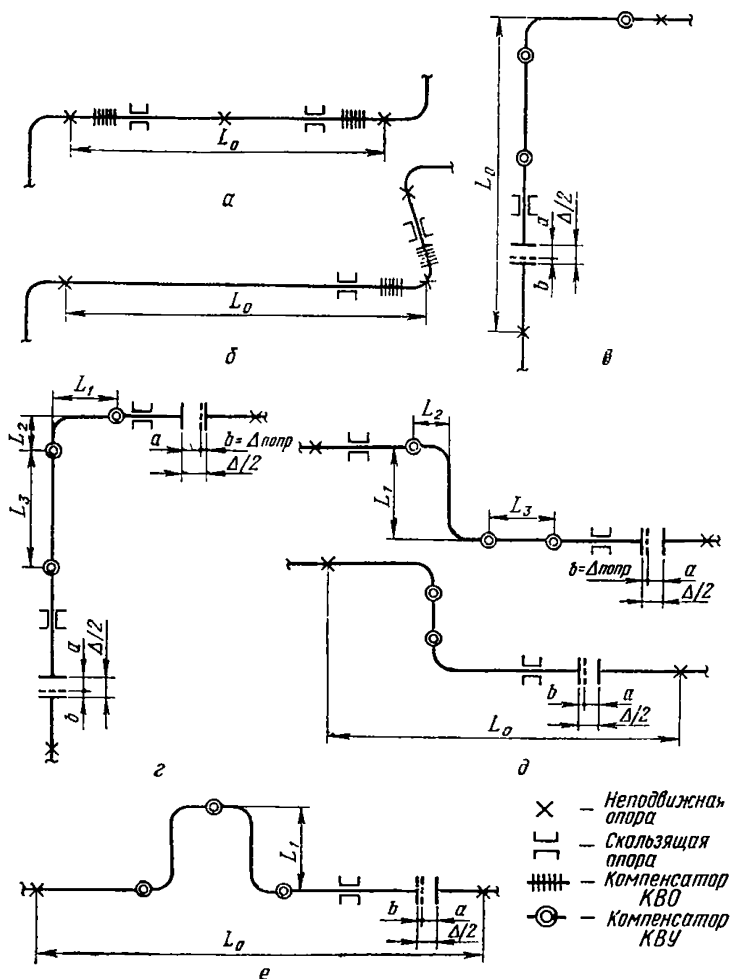 L₀
а
L₀
б
L₀
a
Δ/2
b
в
L₁
L₂
L₃
a
b = Δпопр
Δ/2
a
Δ/2
b
г
L₂
L₁
L₃
b = Δпопр
a
Δ/2
b
a
Δ/2
L₀
д
L₁
b
a
Δ/2
L₀
е
— Неподвижная
опора
— Скользящая
опора
— Компенсатор
КВО
— Компенсатор
КВУ